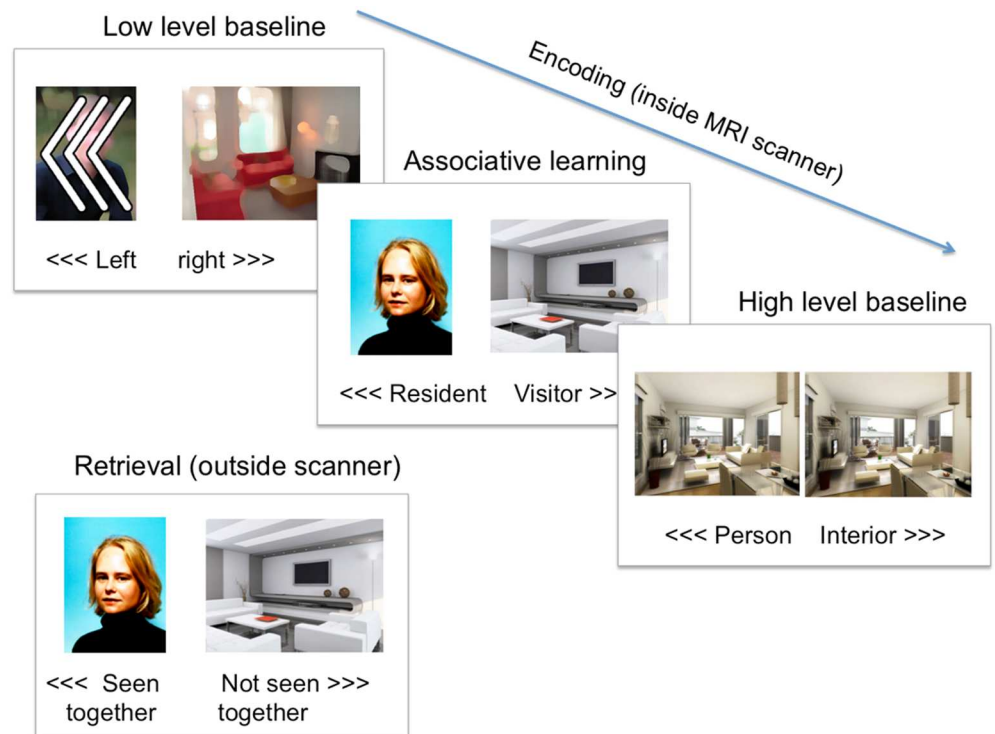 Low level baseline
Encoding (inside MRI scanner)
<<< Left right >>>
Associative learning
<<< Resident Visitor >>
High level baseline
<<< Person Interior >>>
Retrieval (outside scanner)
<<< Seen Not seen >>>
together together